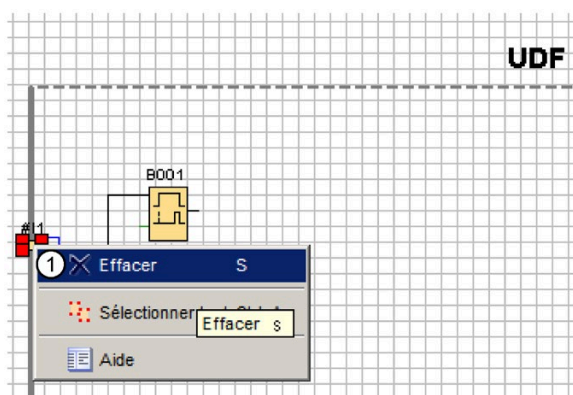 UDF
B001
#I1
1 Effacer S
Sélectionner
Effacer s
Aide